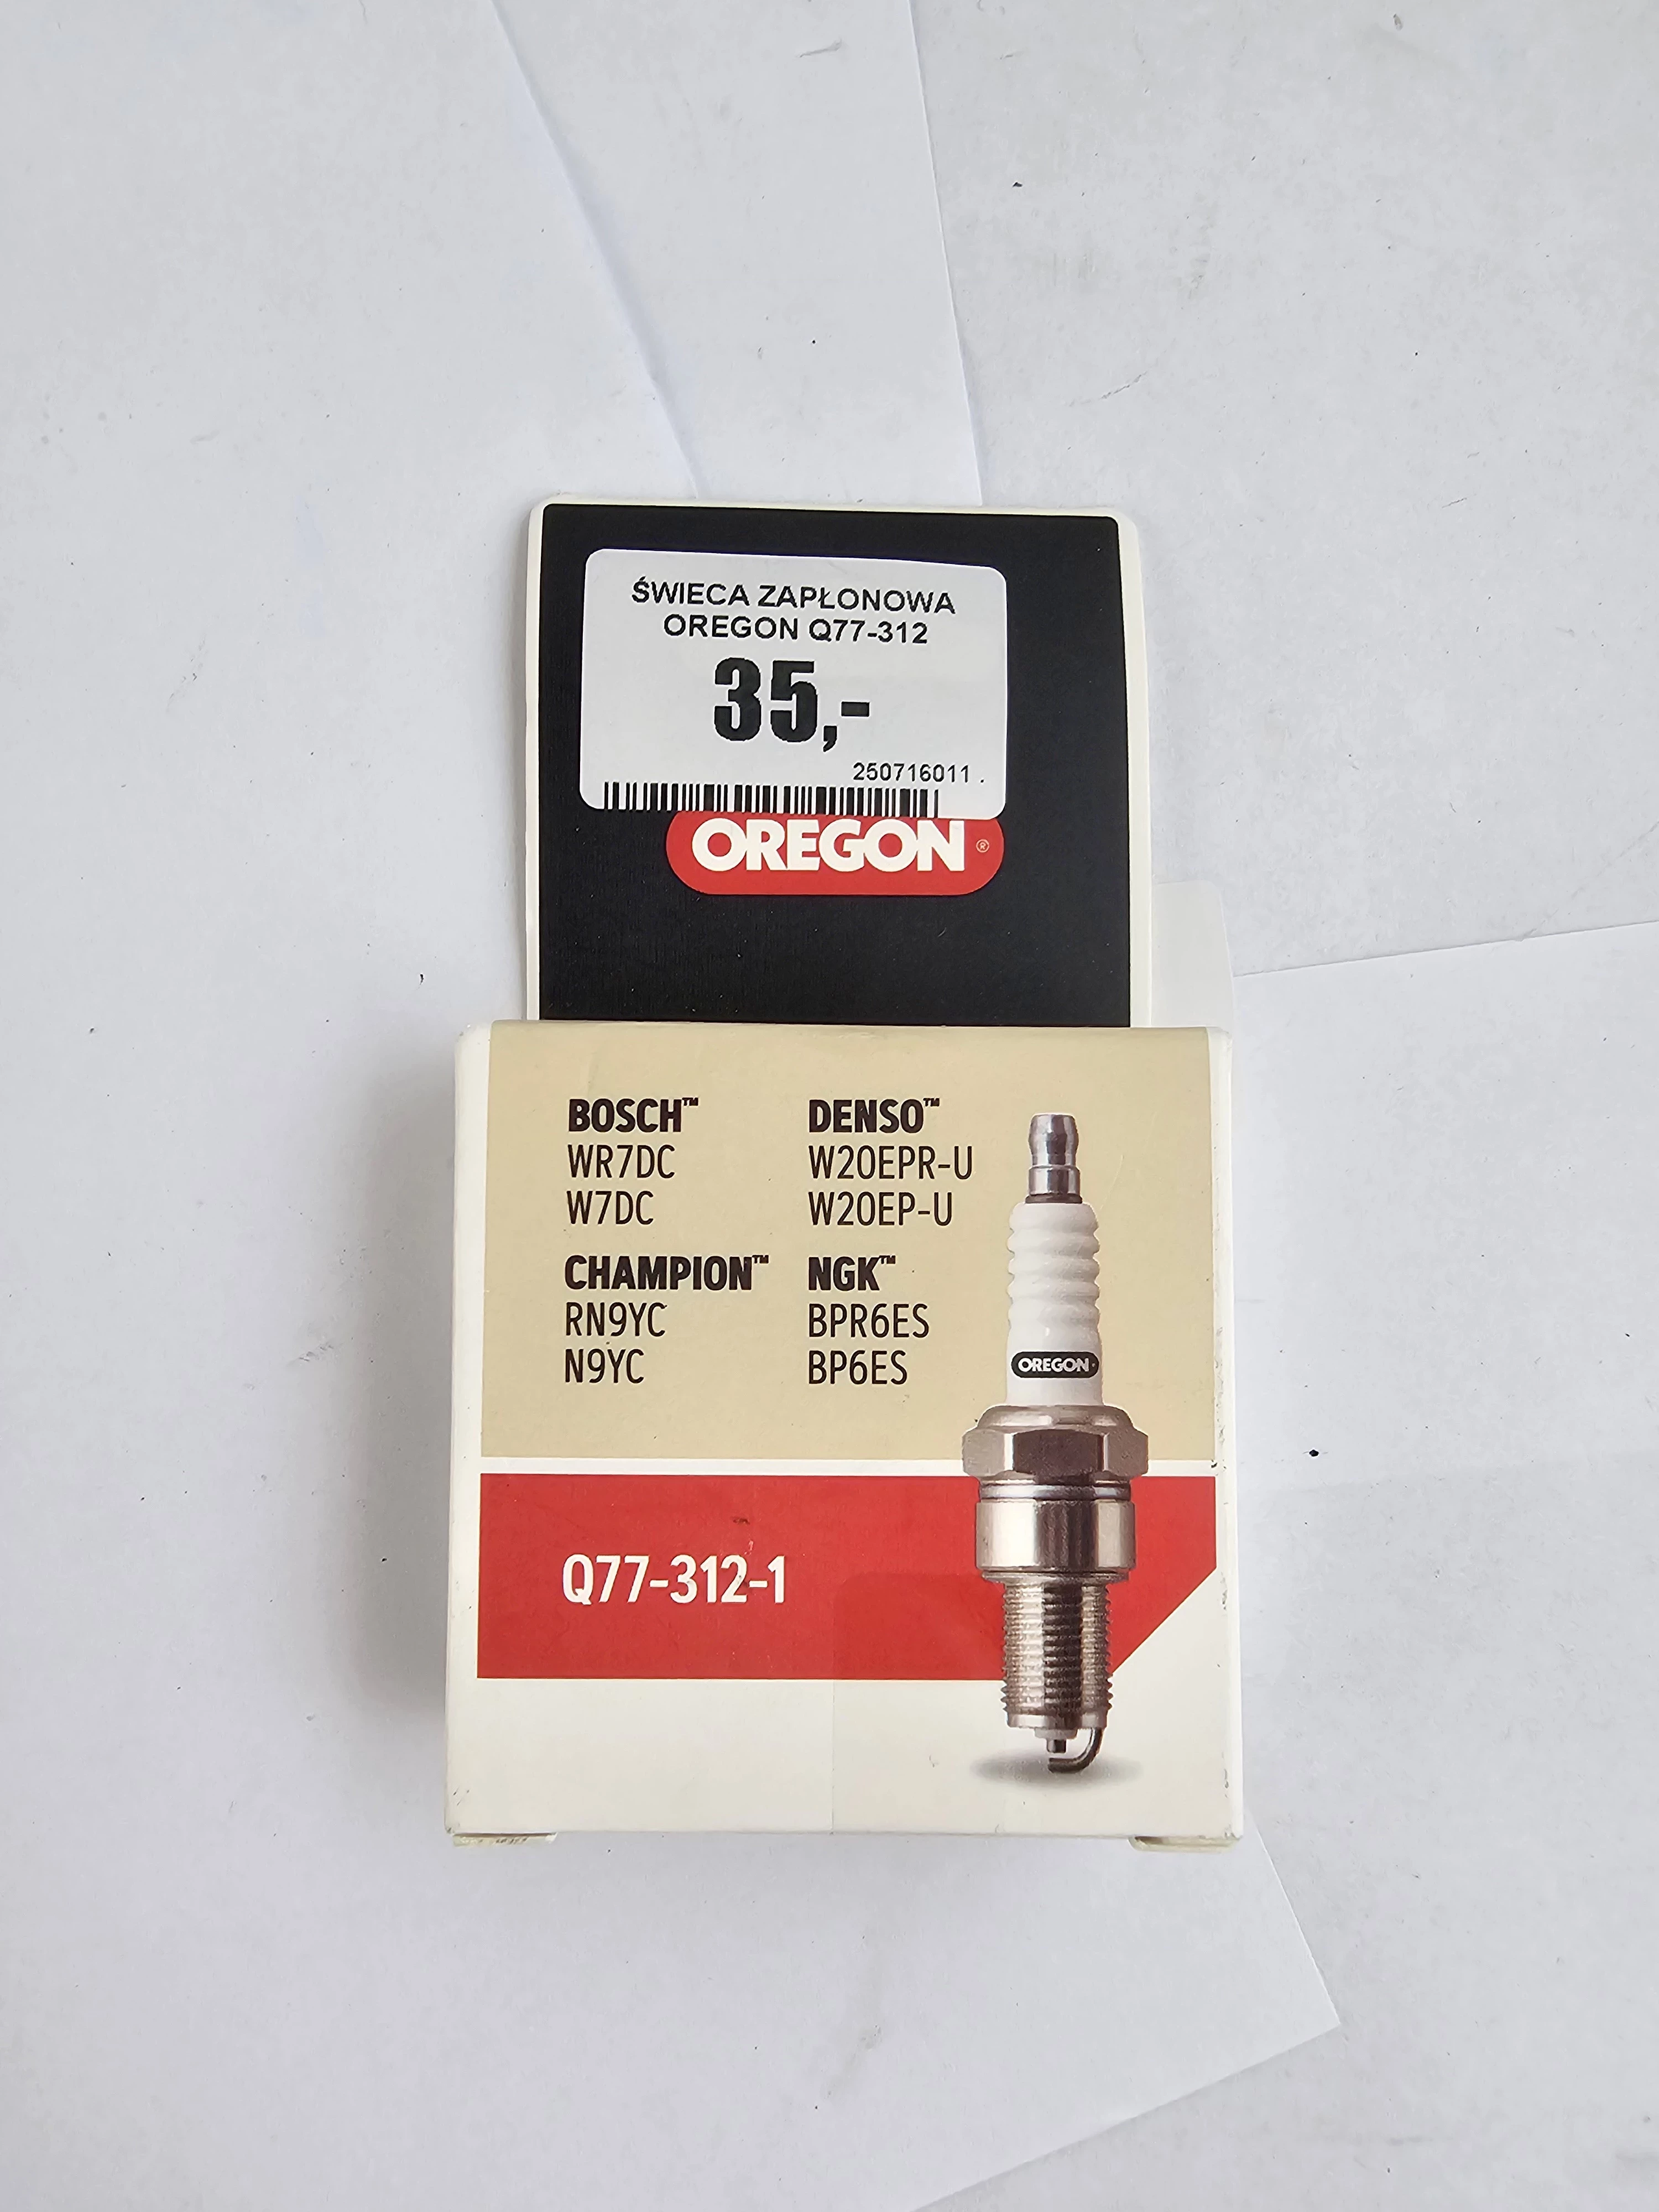 ŚWIECA ZAPŁONOWA
OREGON Q77-312
35,-
250716011 .
OREGON ®
BOSCH™
WR7DC
W7DC
DENSO™
W20EPR-U
W20EP-U
CHAMPION™
RN9YC
N9YC
NGK™
BPR6ES
BP6ES
OREGON
Q77-312-1